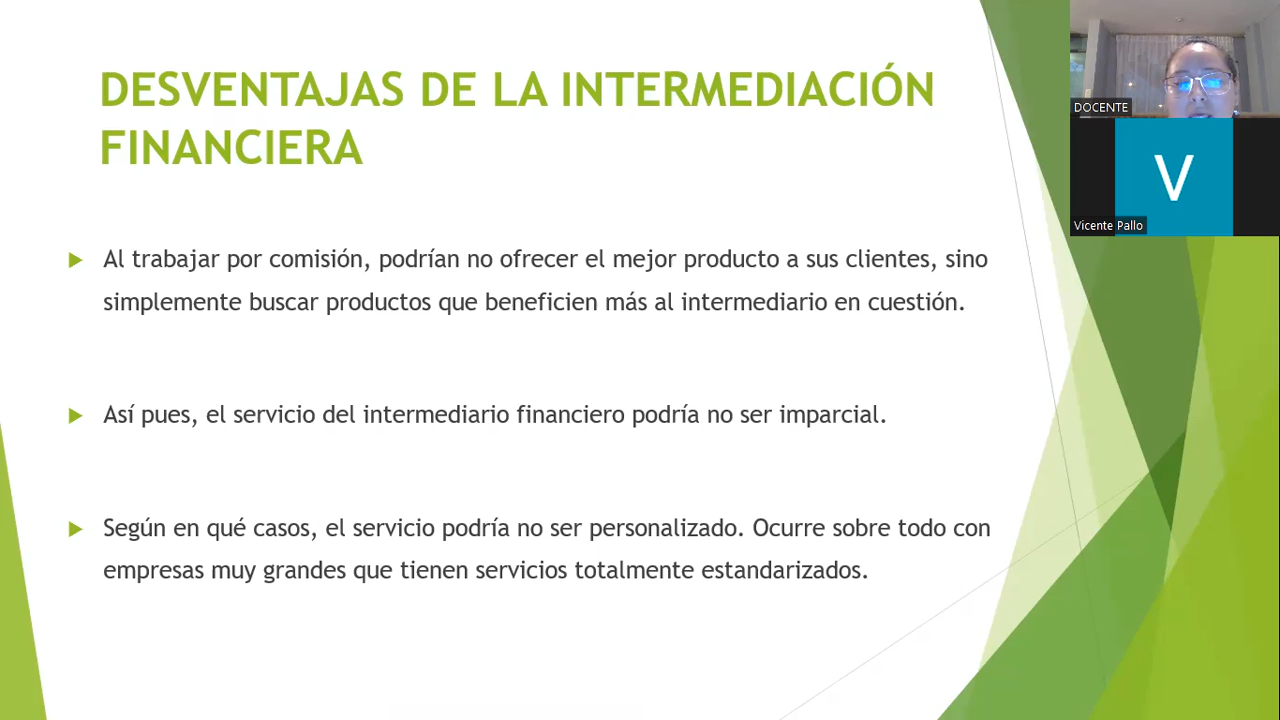 DESVENTAJAS DE LA INTERMEDIACIÓN
FINANCIERA
Al trabajar por comisión, podrían no ofrecer el mejor producto a sus clientes, sino
simplemente buscar productos que beneficien más al intermediario en cuestión.
Así pues, el servicio del intermediario financiero podría no ser imparcial.
Según en qué casos, el servicio podría no ser personalizado. Ocurre sobre todo con
empresas muy grandes que tienen servicios totalmente estandarizados.
DOCENTE
V
Vicente Pallo